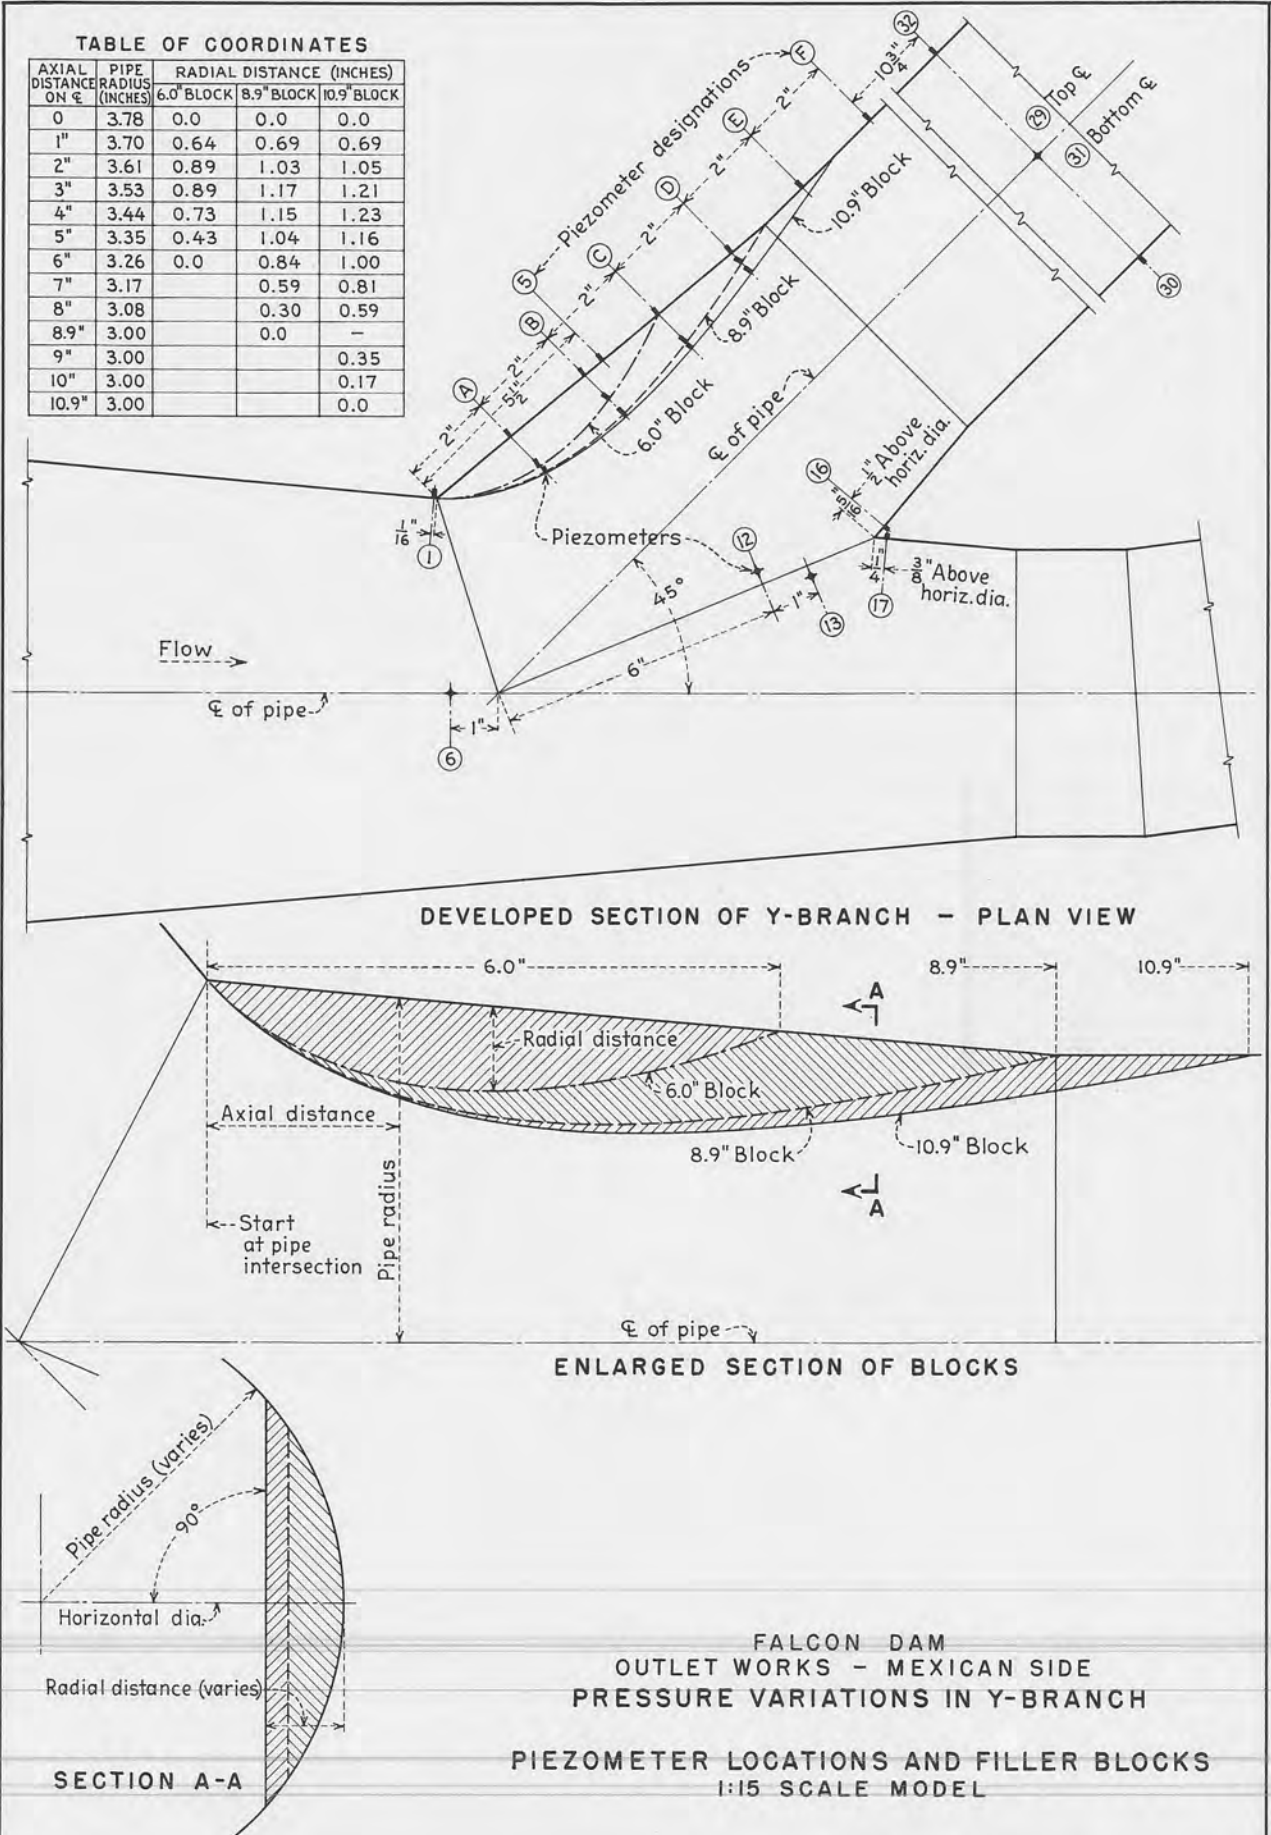 TABLE OF COORDINATES
AXIAL DISTANCE ON ℄ PIPE RADIUS (INCHES) RADIAL DISTANCE (INCHES)
6.0" BLOCK 8.9" BLOCK 10.9" BLOCK
0 3.78 0.0 0.0 0.0
1" 3.70 0.64 0.69 0.69
2" 3.61 0.89 1.03 1.05
3" 3.53 0.89 1.17 1.21
4" 3.44 0.73 1.15 1.23
5" 3.35 0.43 1.04 1.16
6" 3.26 0.0 0.84 1.00
7" 3.17 0.59 0.81
8" 3.08 0.30 0.59
8.9" 3.00 0.0 —
9" 3.00 0.35
10" 3.00 0.17
10.9" 3.00 0.0
Piezometer designations
F
E
D
C
5
B
A
32
10 3/4"
2"
2"
2"
2"
2"
2"
5 1/2"
29 Top ℄
31 Bottom ℄
30
10.9" Block
8.9" Block
6.0" Block
℄ of pipe
1/16"
1
Piezometers
16
1/2" Above
horiz. dia.
5/16"
12
13
1"
6"
45°
1/4"
17
3/8" Above
horiz. dia.
Flow
℄ of pipe
1"
6
DEVELOPED SECTION OF Y-BRANCH – PLAN VIEW
6.0"
8.9"
10.9"
A
Radial distance
6.0" Block
Axial distance
8.9" Block
10.9" Block
A
Pipe radius
Start
at pipe
intersection
℄ of pipe
ENLARGED SECTION OF BLOCKS
Pipe radius (varies)
90°
Horizontal dia.
Radial distance (varies)
SECTION A-A
FALCON DAM
OUTLET WORKS – MEXICAN SIDE
PRESSURE VARIATIONS IN Y-BRANCH
PIEZOMETER LOCATIONS AND FILLER BLOCKS
1:15 SCALE MODEL